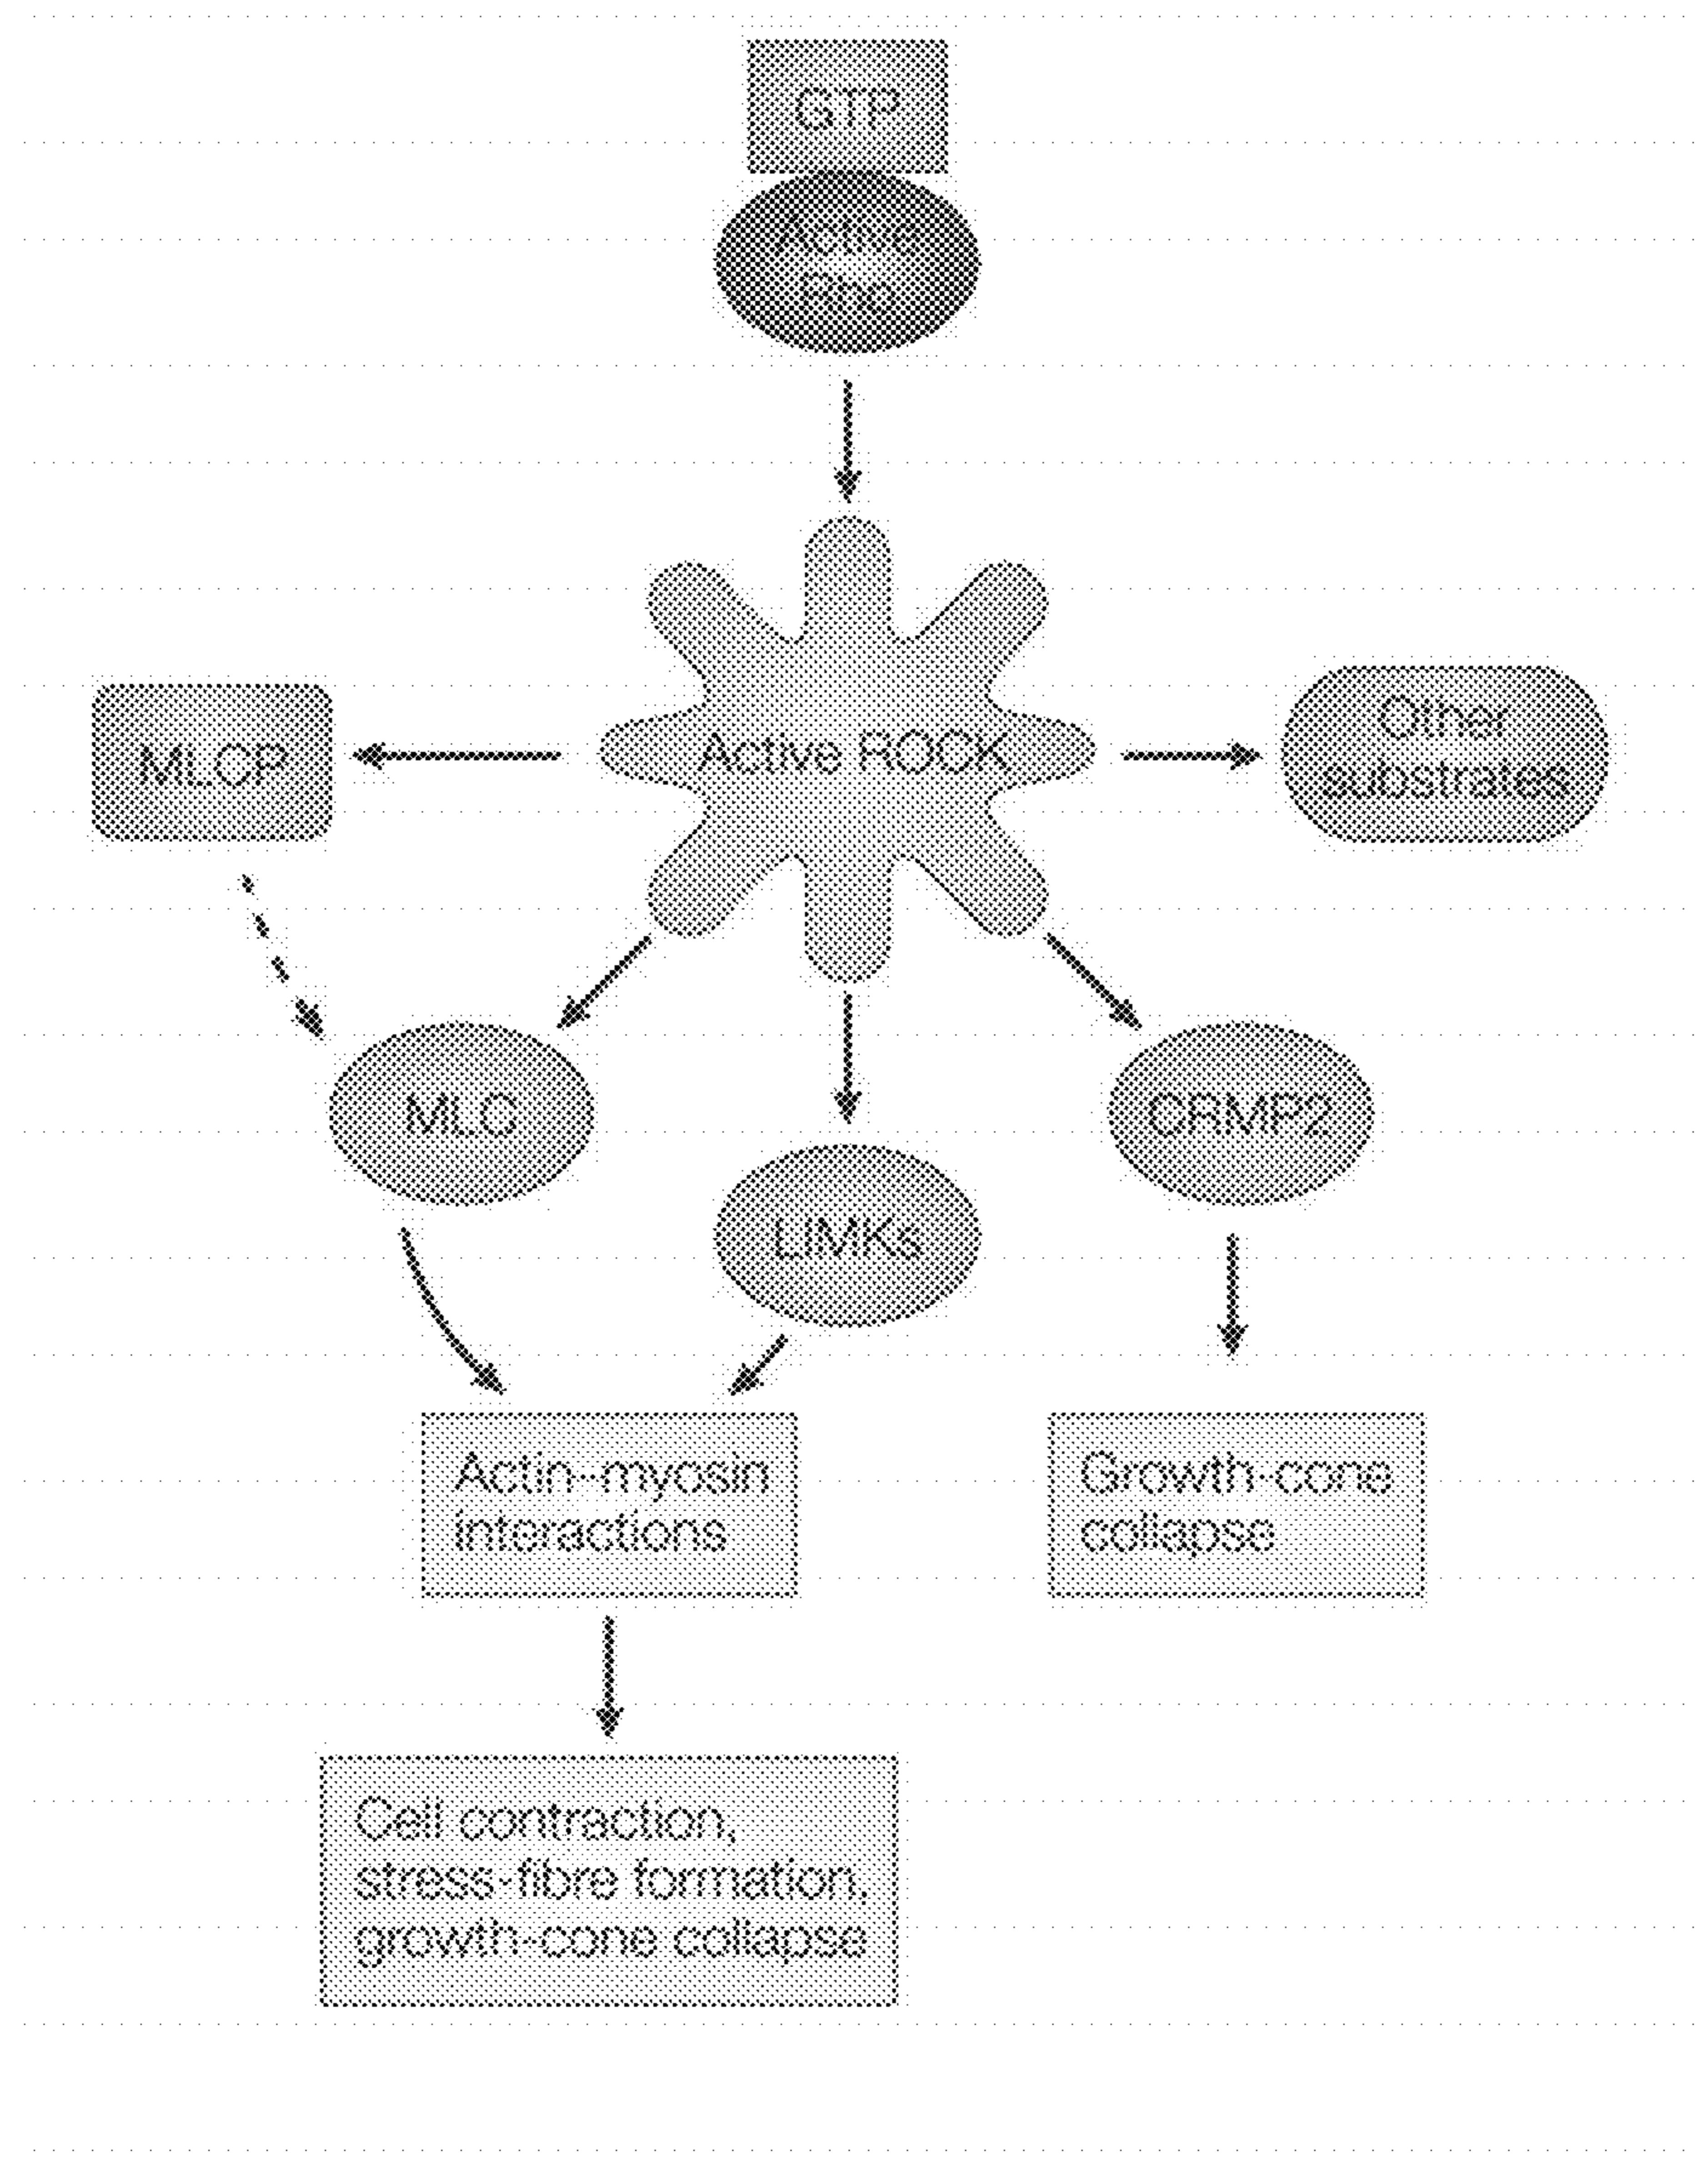 GTP
Active
Rho
Active ROCK
MLCP
Other
substrates
MLC
LIMKs
CRMP2
Actin–myosin
interactions
Growth-cone
collapse
Cell contraction,
stress-fibre formation,
growth-cone collapse